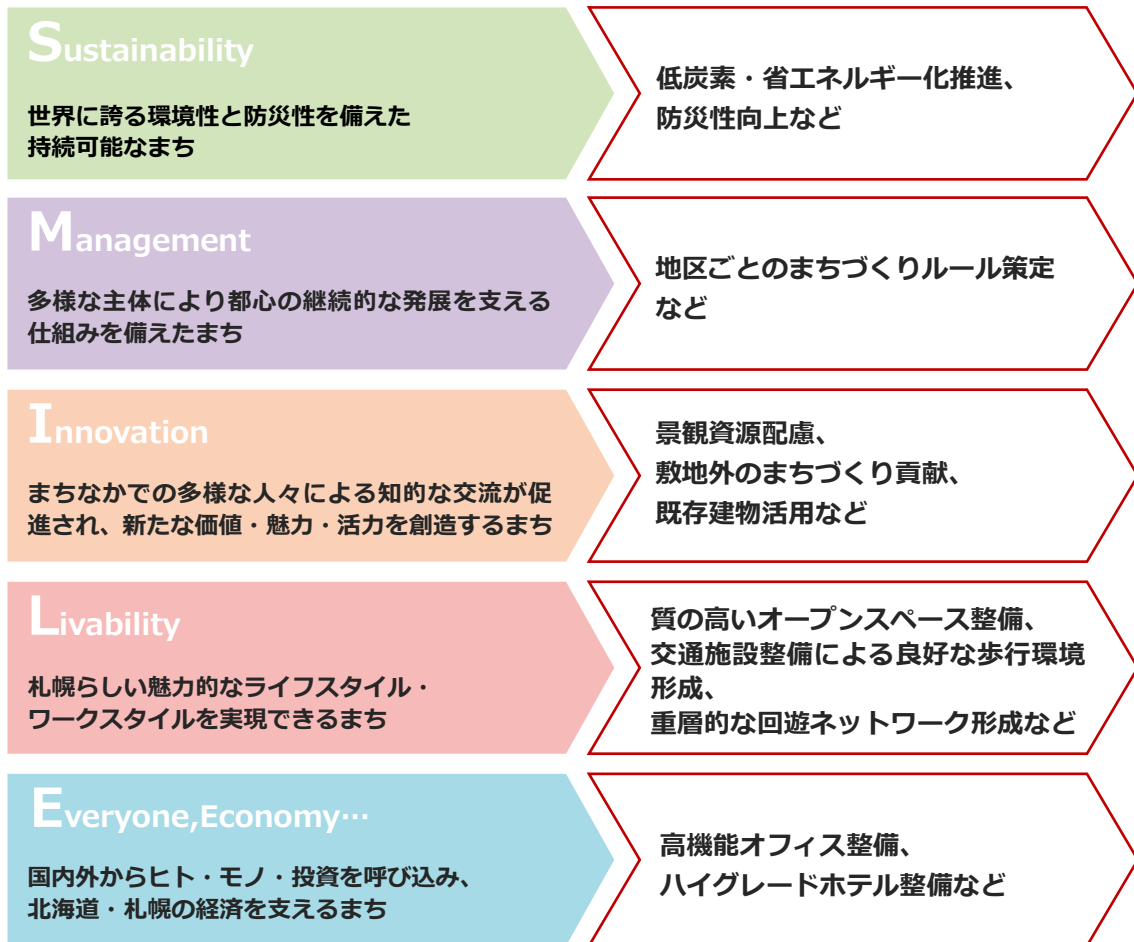 Sustainability
世界に誇る環境性と防災性を備えた
持続可能なまち
低炭素・省エネルギー化推進、
防災性向上など
Management
多様な主体により都心の継続的な発展を支える
仕組みを備えたまち
地区ごとのまちづくりルール策定
など
Innovation
まちなかでの多様な人々による知的な交流が促
進され、新たな価値・魅力・活力を創造するまち
景観資源配慮、
敷地外のまちづくり貢献、
既存建物活用など
Livability
札幌らしい魅力的なライフスタイル・
ワークスタイルを実現できるまち
質の高いオープンスペース整備、
交通施設整備による良好な歩行環境
形成、
重層的な回遊ネットワーク形成など
Everyone,Economy…
国内外からヒト・モノ・投資を呼び込み、
北海道・札幌の経済を支えるまち
高機能オフィス整備、
ハイグレードホテル整備など